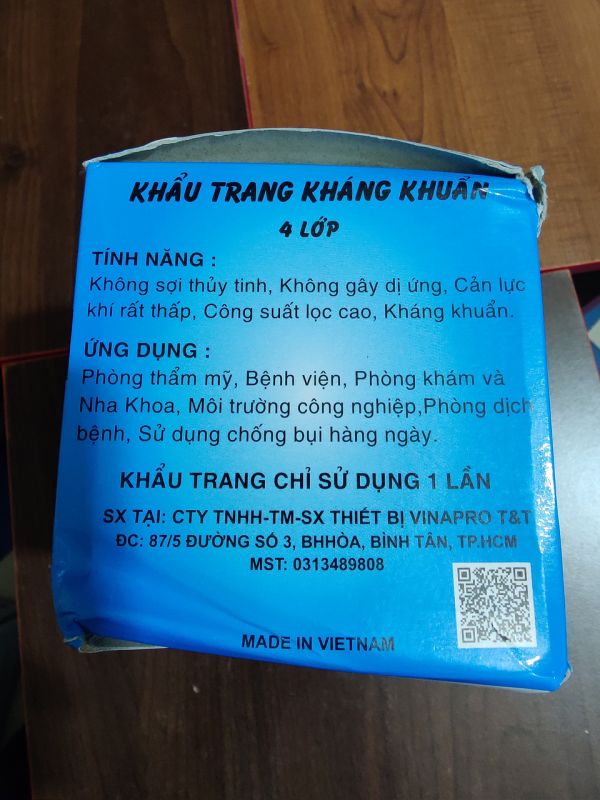 KHẨU TRANG KHÁNG KHUẨN
4 LỚP
TÍNH NĂNG :
Không sợi thủy tinh, Không gây dị ứng, Cản lực
khí rất thấp, Công suất lọc cao, Kháng khuẩn.
ỨNG DỤNG :
Phòng thẩm mỹ, Bệnh viện, Phòng khám và
Nha Khoa, Môi trường công nghiệp,Phòng dịch
bệnh, Sử dụng chống bụi hàng ngày.
KHẨU TRANG CHỈ SỬ DỤNG 1 LẦN
SX TẠI: CTY TNHH-TM-SX THIẾT BỊ VINAPRO T&T
ĐC: 87/5 ĐƯỜNG SỐ 3, BHHÒA, BÌNH TÂN, TP.HCM
MST: 0313489808
MADE IN VIETNAM